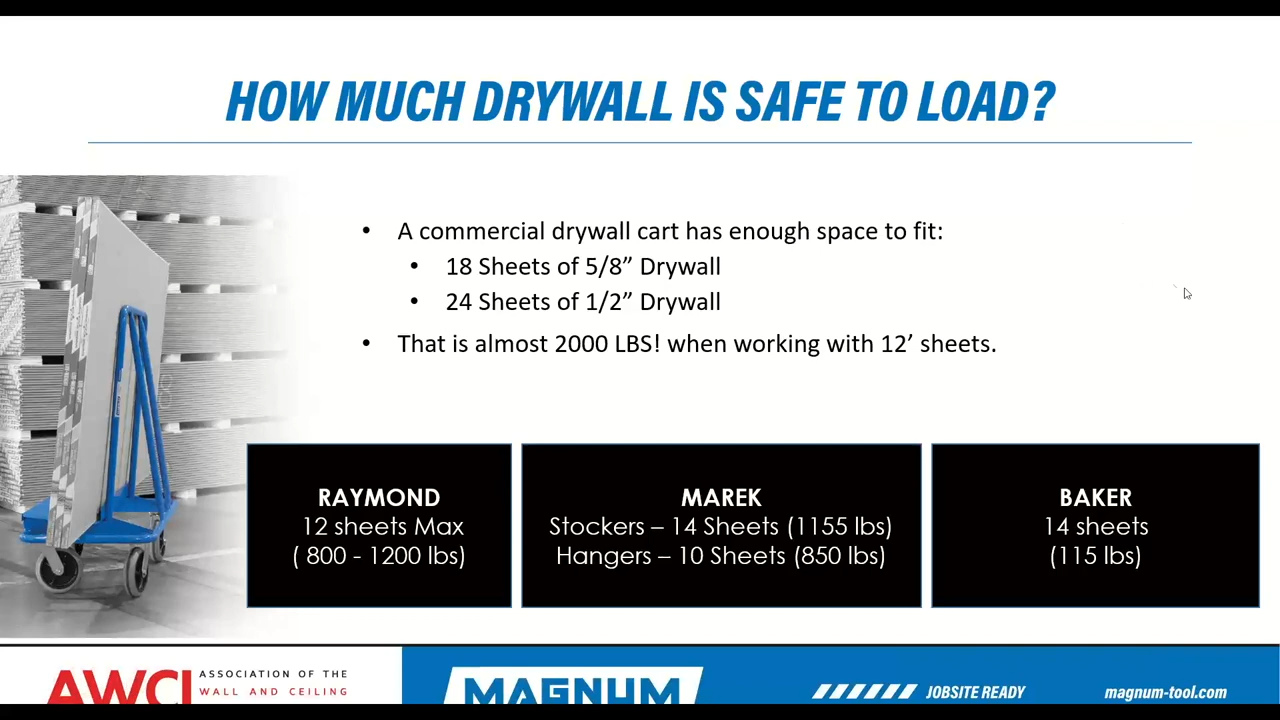 HOW MUCH DRYWALL IS SAFE TO LOAD?
• A commercial drywall cart has enough space to fit:
• 18 Sheets of 5/8” Drywall
• 24 Sheets of 1/2” Drywall
• That is almost 2000 LBS! when working with 12’ sheets.
RAYMOND
12 sheets Max
( 800 - 1200 lbs)
MAREK
Stockers – 14 Sheets (1155 lbs)
Hangers – 10 Sheets (850 lbs)
BAKER
14 sheets
(115 lbs)
AWCI
ASSOCIATION OF THE
WALL AND CEILING
MAGNUM
JOBSITE READY
magnum-tool.com